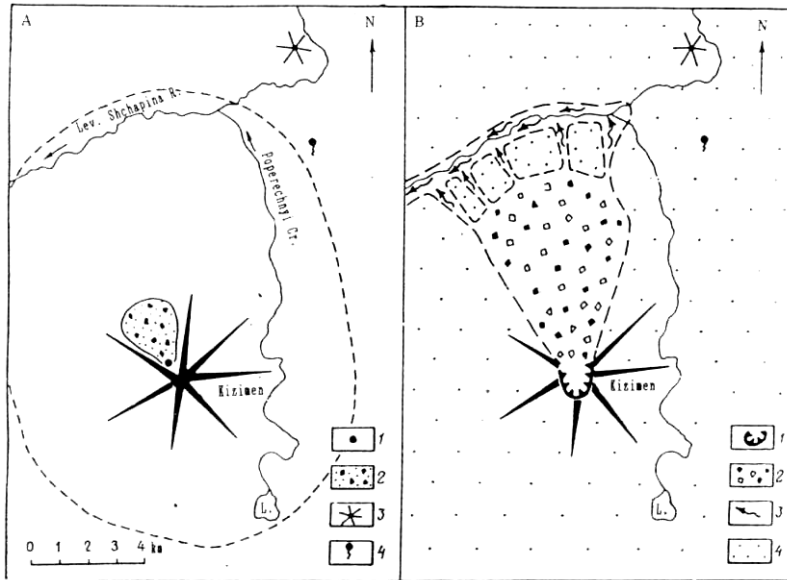 A
N
Lev. Shchapina R.
Poperechnyi Cr.
Kizimen
L.
1
2
3
4
0 1 2 3 4 km
B
N
Kizimen
L.
1
2
3
4